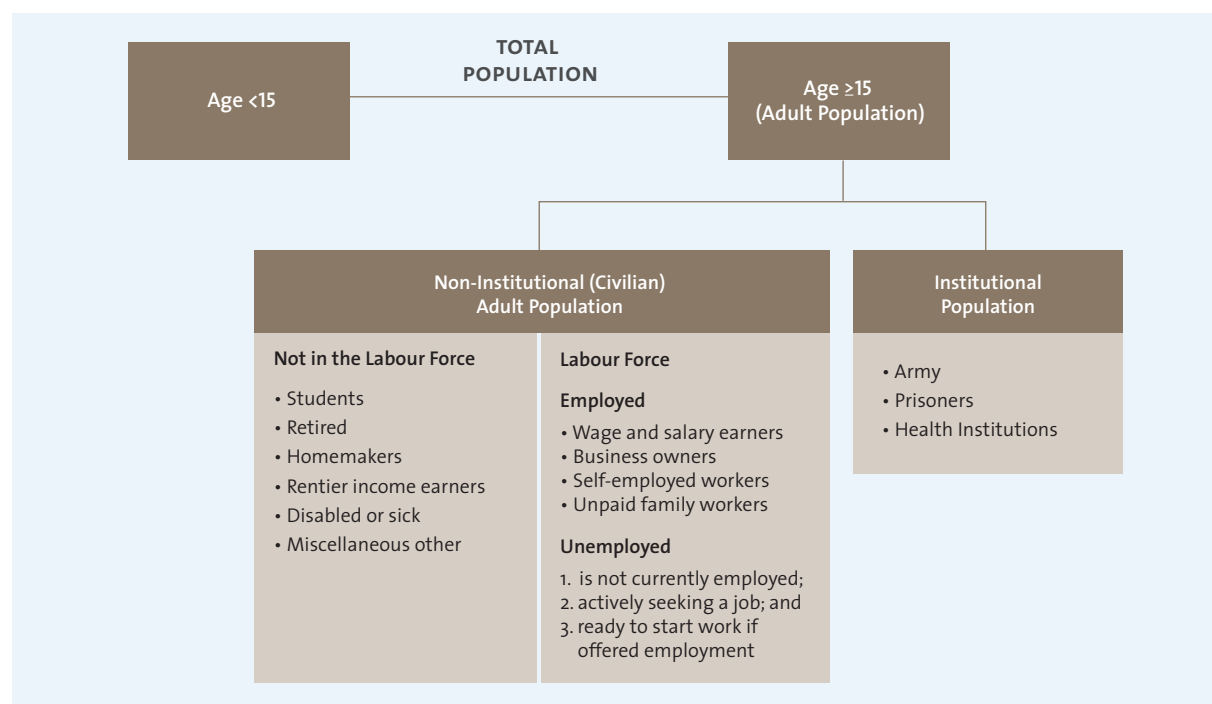 TOTAL
POPULATION
Age <15
Age ≥15
(Adult Population)
Non-Institutional (Civilian)
Adult Population
Institutional
Population
Not in the Labour Force
• Students
• Retired
• Homemakers
• Rentier income earners
• Disabled or sick
• Miscellaneous other
Labour Force
Employed
• Wage and salary earners
• Business owners
• Self-employed workers
• Unpaid family workers
Unemployed
1. is not currently employed;
2. actively seeking a job; and
3. ready to start work if
offered employment
• Army
• Prisoners
• Health Institutions